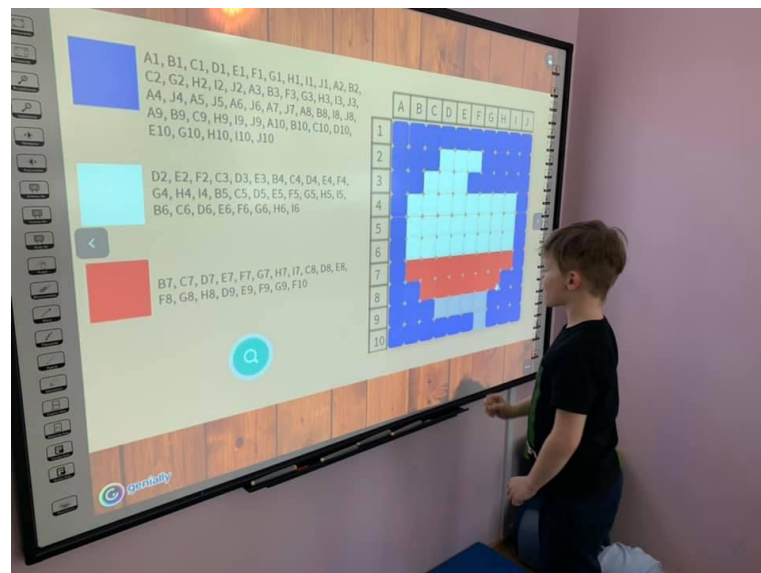 A1, B1, C1, D1, E1, F1, G1, H1, I1, J1, A2, B2,
C2, G2, H2, I2, J2, A3, B3, F3, G3, H3, I3, J3,
A4, J4, A5, J5, A6, J6, A7, J7, A8, B8, I8, J8,
A9, B9, C9, H9, I9, J9, A10, B10, C10, D10,
E10, G10, H10, I10, J10
A B C D E F G H I J
1
2
3
4
5
6
7
8
9
10
D2, E2, F2, C3, D3, E3, B4, C4, D4, E4, F4,
G4, H4, I4, B5, C5, D5, E5, F5, G5, H5, I5,
B6, C6, D6, E6, F6, G6, H6, I6
B7, C7, D7, E7, F7, G7, H7, I7, C8, D8, E8,
F8, G8, H8, D9, E9, F9, G9, F10
genially